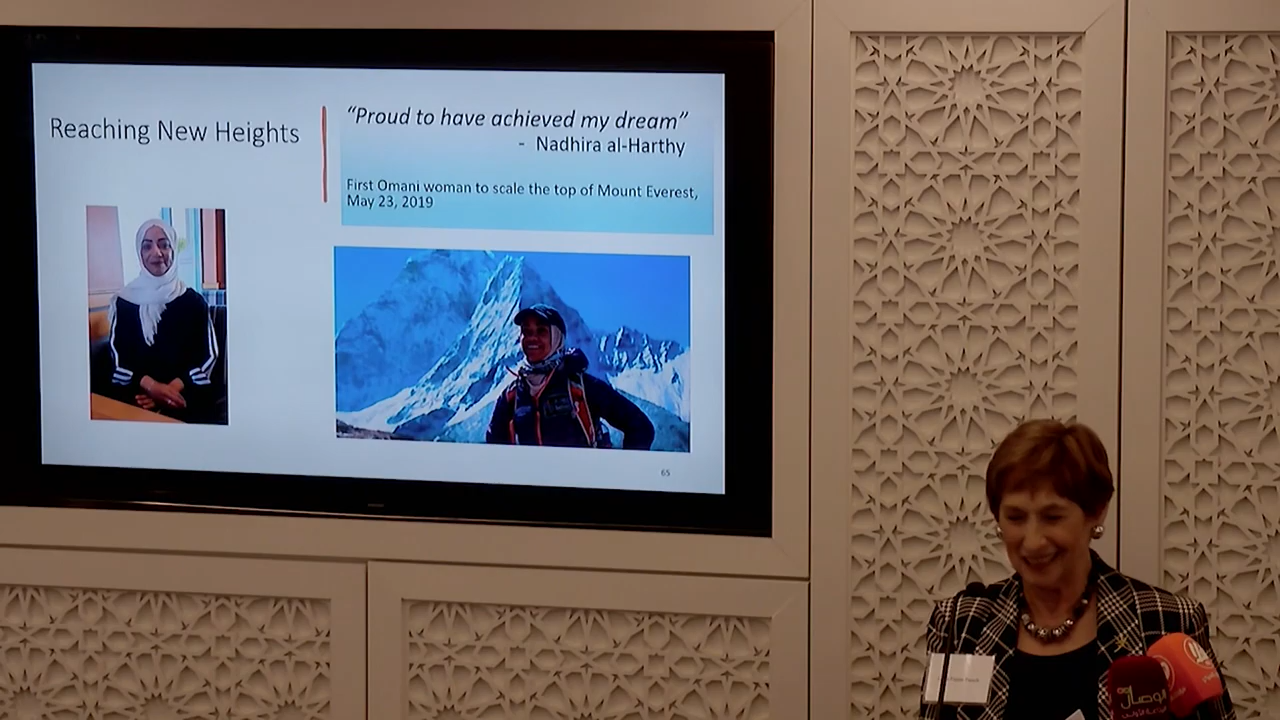 Reaching New Heights
“Proud to have achieved my dream”
- Nadhira al-Harthy
First Omani woman to scale the top of Mount Everest,
May 23, 2019
65
الوصال